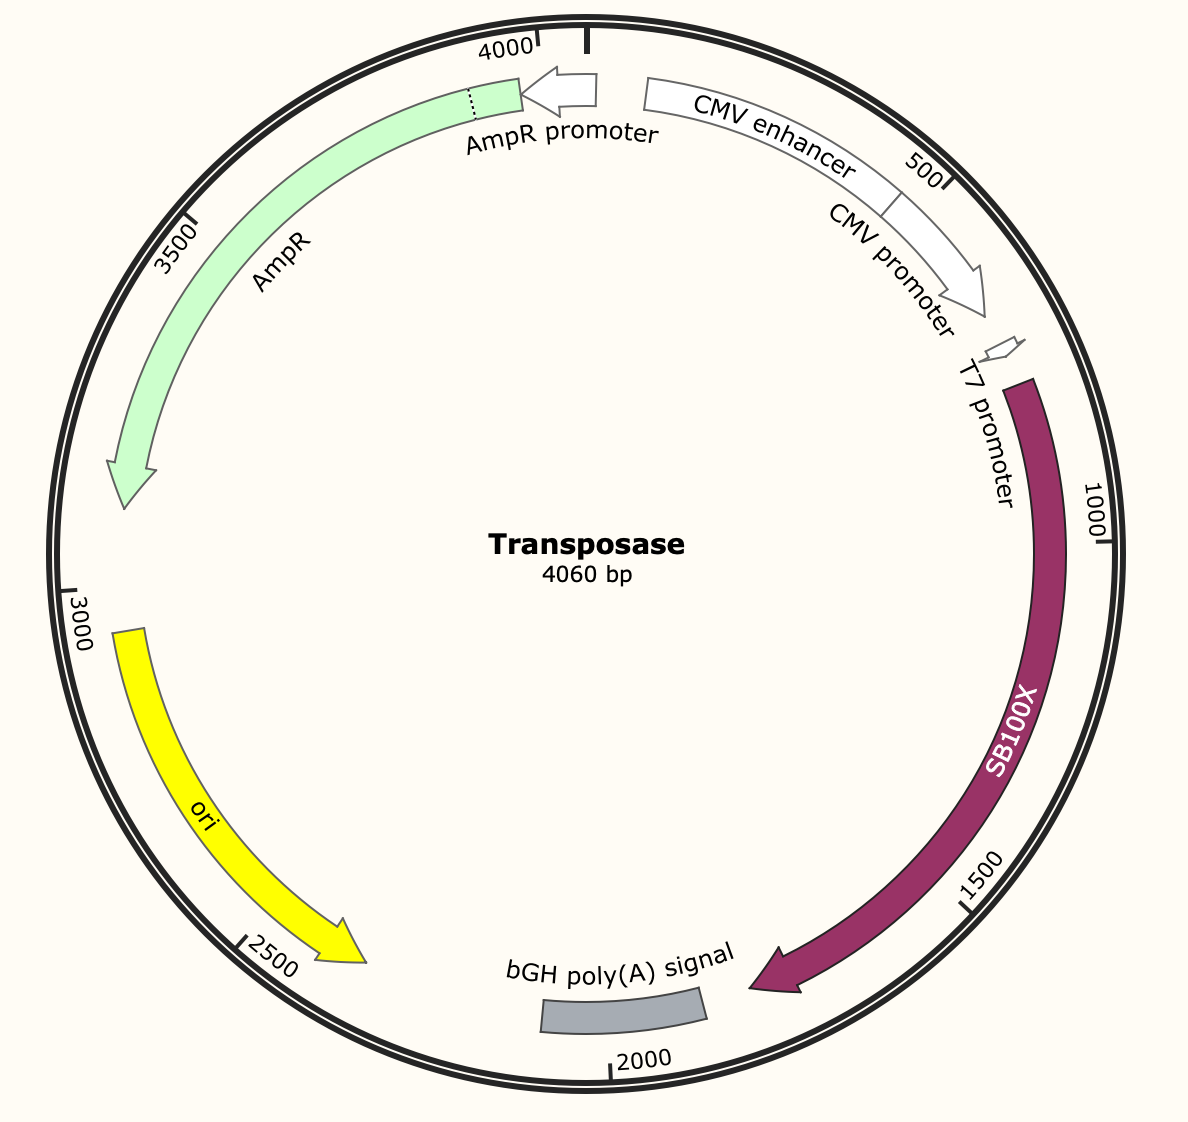 4000
AmpR promoter
CMV enhancer
500
CMV promoter
3500
AmpR
T7 promoter
1000
Transposase
4060 bp
3000
SB100X
ori
1500
2500
bGH poly(A) signal
2000